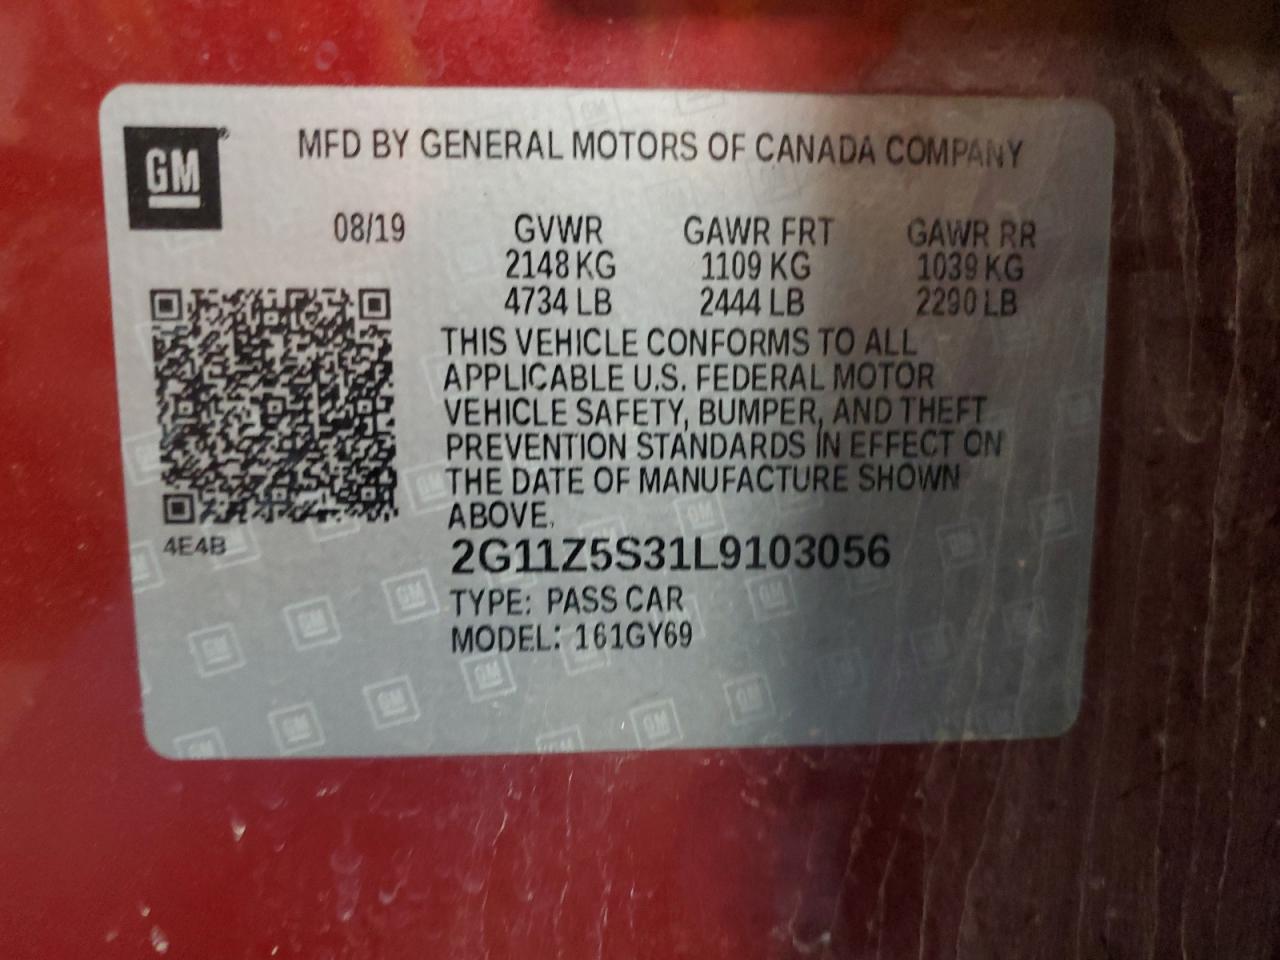 GM
MFD BY GENERAL MOTORS OF CANADA COMPANY
08/19 GVWR GAWR FRT GAWR RR
2148 KG 1109 KG 1039 KG
4734 LB 2444 LB 2290 LB
THIS VEHICLE CONFORMS TO ALL
APPLICABLE U.S. FEDERAL MOTOR
VEHICLE SAFETY, BUMPER, AND THEFT
PREVENTION STANDARDS IN EFFECT ON
THE DATE OF MANUFACTURE SHOWN
ABOVE.
4E4B
2G11Z5S31L9103056
TYPE: PASS CAR
MODEL: 161GY69